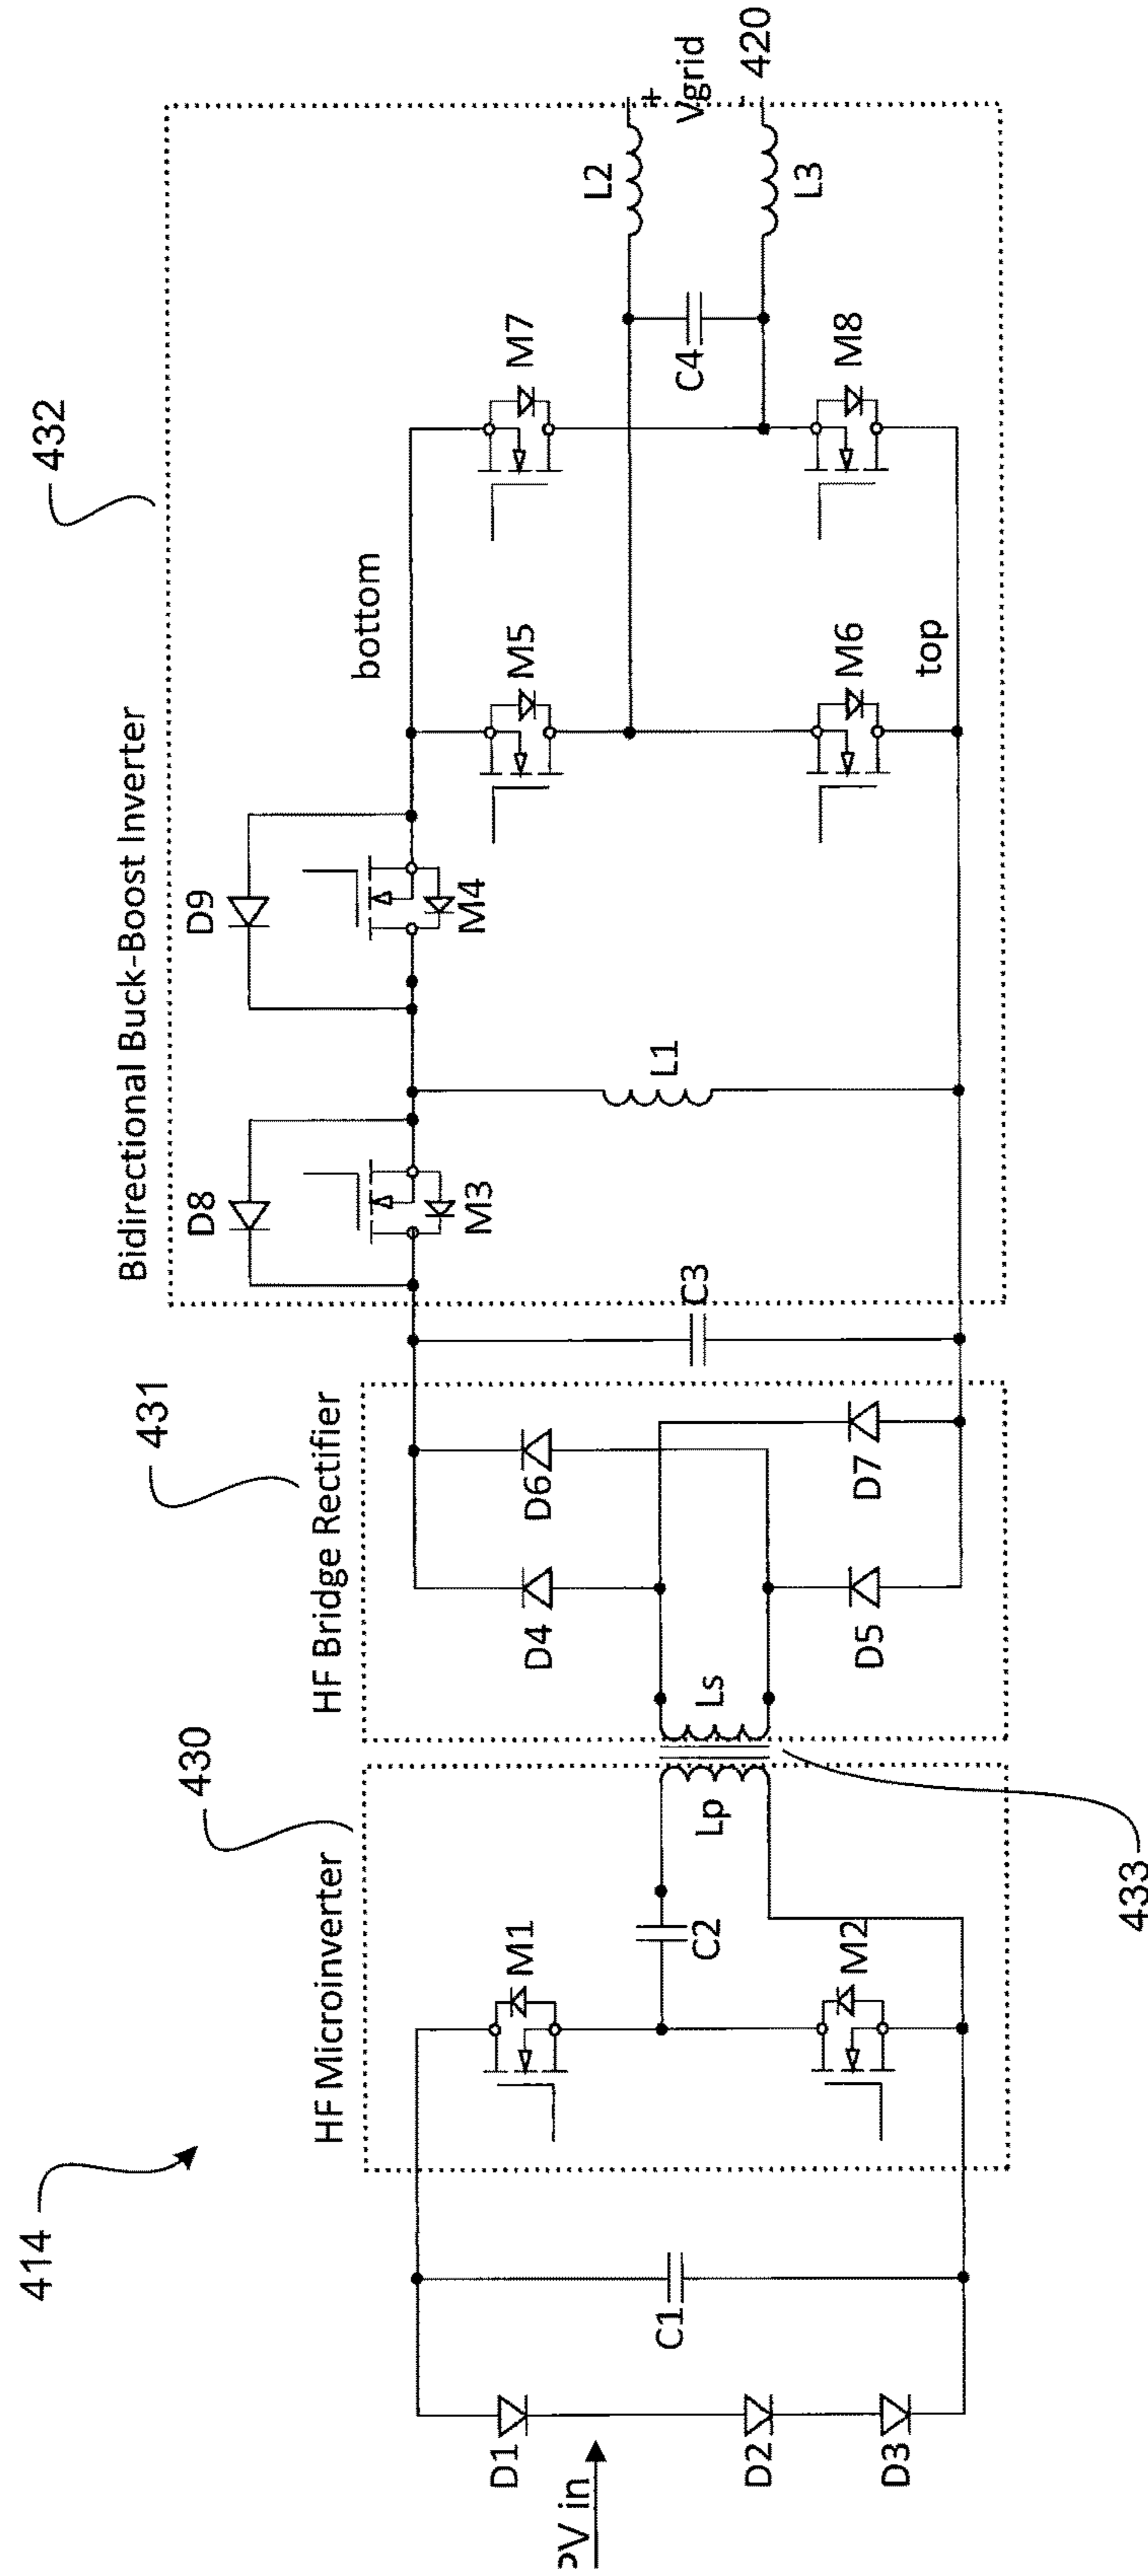 414
430
431
432
HF Microinverter
HF Bridge Rectifier
Bidirectional Buck-Boost Inverter
PV in
D1
D2
D3
C1
M1
M2
C2
Lp
Ls
433
D4
D6
D5
D7
C3
D8
M3
L1
D9
M4
bottom
M5
M7
M6
M8
top
C4
L2
L3
+
Vgrid
-
420